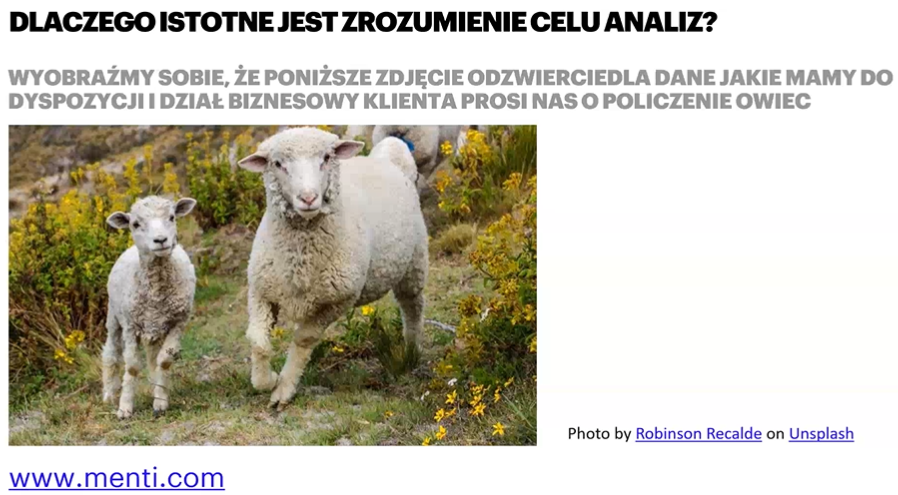 DLACZEGO ISTOTNE JEST ZROZUMIENIE CELU ANALIZ?
WYOBRAŹMY SOBIE, ŻE PONIŻSZE ZDJĘCIE ODZWIERCIEDLA DANE JAKIE MAMY DO
DYSPOZYCJI I DZIAŁ BIZNESOWY KLIENTA PROSI NAS O POLICZENIE OWIEC
Photo by Robinson Recalde on Unsplash
www.menti.com